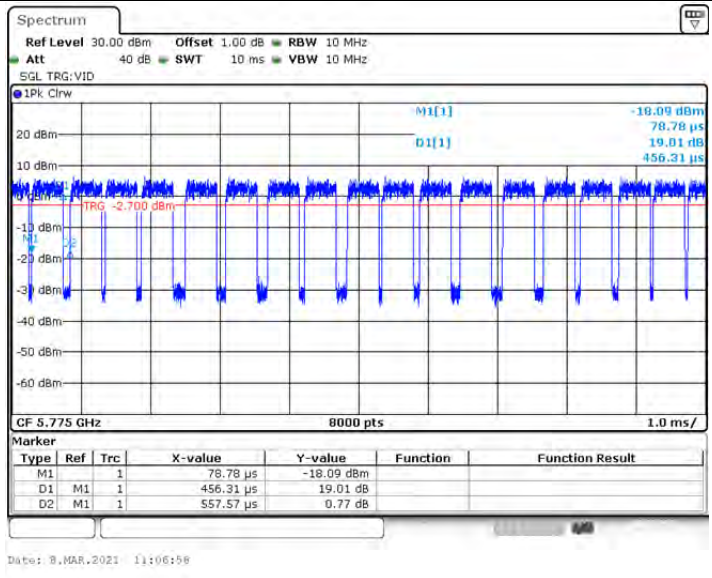 Spectrum
Ref Level 30.00 dBm Offset 1.00 dB RBW 10 MHz
Att 40 dB SWT 10 ms VBW 10 MHz
SGL TRG:VID
1Pk Clrw
M1[1] -18.09 dBm
78.78 µs
20 dBm
D1[1] 19.01 dB
456.31 µs
10 dBm
TRG -2.700 dBm
-10 dBm
M1
D2
-20 dBm
-30 dBm
-40 dBm
-50 dBm
-60 dBm
CF 5.775 GHz 8000 pts 1.0 ms/
Marker
Type Ref Trc X-value Y-value Function Function Result
M1 1 78.78 µs -18.09 dBm
D1 M1 1 456.31 µs 19.01 dB
D2 M1 1 557.57 µs 0.77 dB
Date: 8.MAR.2021 11:06:58